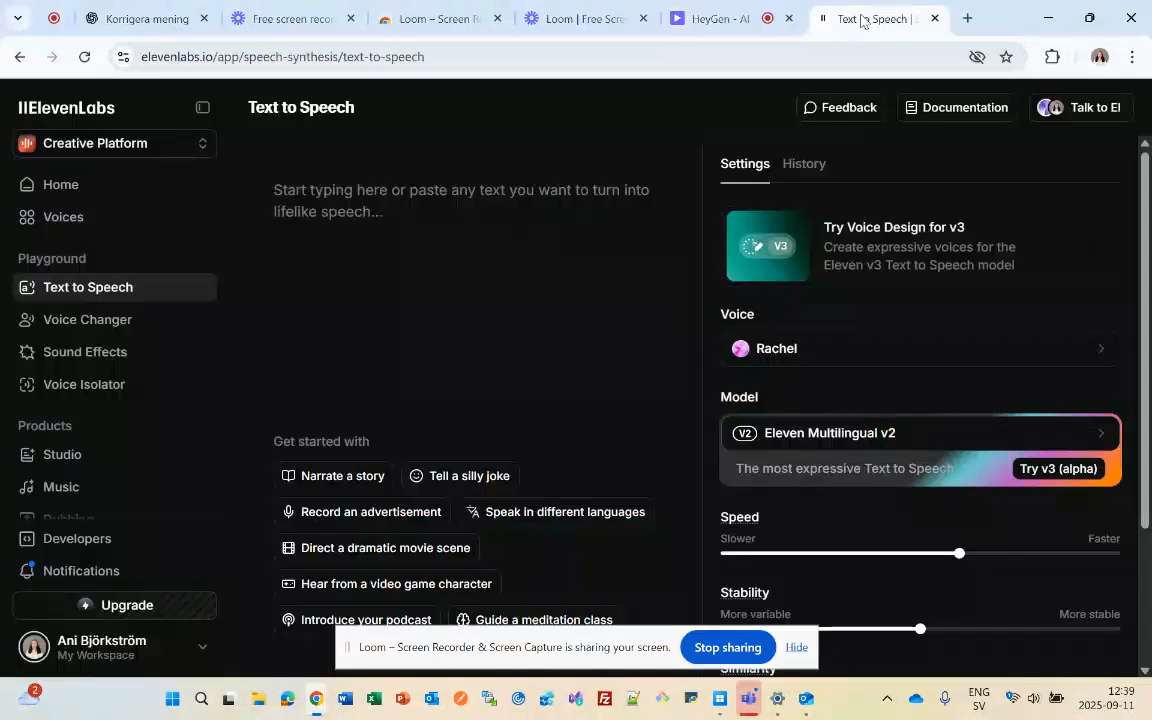 Korrigera mening
Free screen reco
Loom – Screen R
Loom | Free Scre
HeyGen - AI
Text to Speech |
elevenlabs.io/app/speech-synthesis/text-to-speech
IIElevenLabs
Text to Speech
Feedback
Documentation
Talk to El
Creative Platform
Home
Voices
Playground
Text to Speech
Voice Changer
Sound Effects
Voice Isolator
Products
Studio
Music
Dubbing
Developers
Notifications
Upgrade
Ani Björkström
My Workspace
Start typing here or paste any text you want to turn into
lifelike speech...
Get started with
Narrate a story
Tell a silly joke
Record an advertisement
Speak in different languages
Direct a dramatic movie scene
Hear from a video game character
Introduce your podcast
Guide a meditation class
Settings
History
V3
Try Voice Design for v3
Create expressive voices for the
Eleven v3 Text to Speech model
Voice
Rachel
Model
V2 Eleven Multilingual v2
The most expressive Text to Speech
Try v3 (alpha)
Speed
Slower
Faster
Stability
More variable
More stable
Similarity
Loom – Screen Recorder & Screen Capture is sharing your screen.
Stop sharing
Hide
2
ENG
SV
12:39
2025-09-11